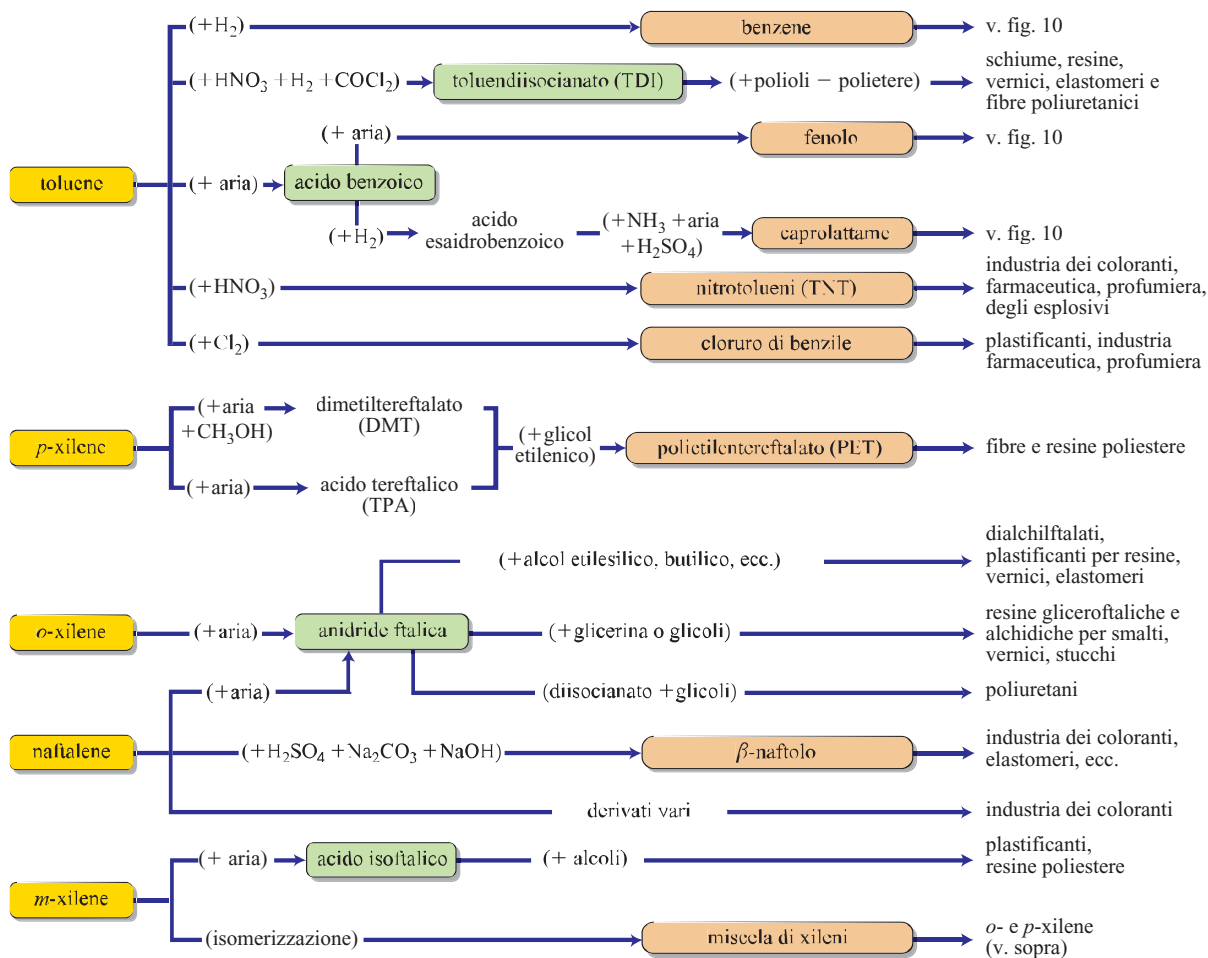 (+H₂)
benzene
v. fig. 10
(+HNO₃ +H₂ +COCl₂)
toluendiisocianato (TDI)
(+polioli − polietere)
schiume, resine,
vernici, elastomeri e
fibre poliuretanici
(+ aria)
fenolo
v. fig. 10
toluene
(+ aria)
acido benzoico
(+H₂)
acido
esaidrobenzoico
(+NH₃ +aria
+H₂SO₄)
caprolattame
v. fig. 10
(+HNO₃)
nitrotolueni (TNT)
industria dei coloranti,
farmaceutica, profumiera,
degli esplosivi
(+Cl₂)
cloruro di benzile
plastificanti, industria
farmaceutica, profumiera
p-xilene
(+aria
+CH₃OH)
dimetiltereftalato
(DMT)
(+aria)
acido tereftalico
(TPA)
(+glicol
etilenico)
polietilentereftalato (PET)
fibre e resine poliestere
(+alcol etilesilico, butilico, ecc.)
dialchilftalati,
plastificanti per resine,
vernici, elastomeri
o-xilene
(+aria)
anidride ftalica
(+glicerina o glicoli)
resine gliceroftaliche e
alchidiche per smalti,
vernici, stucchi
(+aria)
(diisocianato +glicoli)
poliuretani
naftalene
(+H₂SO₄ +Na₂CO₃ +NaOH)
β-naftolo
industria dei coloranti,
elastomeri, ecc.
derivati vari
industria dei coloranti
m-xilene
(+ aria)
acido isoftalico
(+ alcoli)
plastificanti,
resine poliestere
(isomerizzazione)
miscela di xileni
o- e p-xilene
(v. sopra)